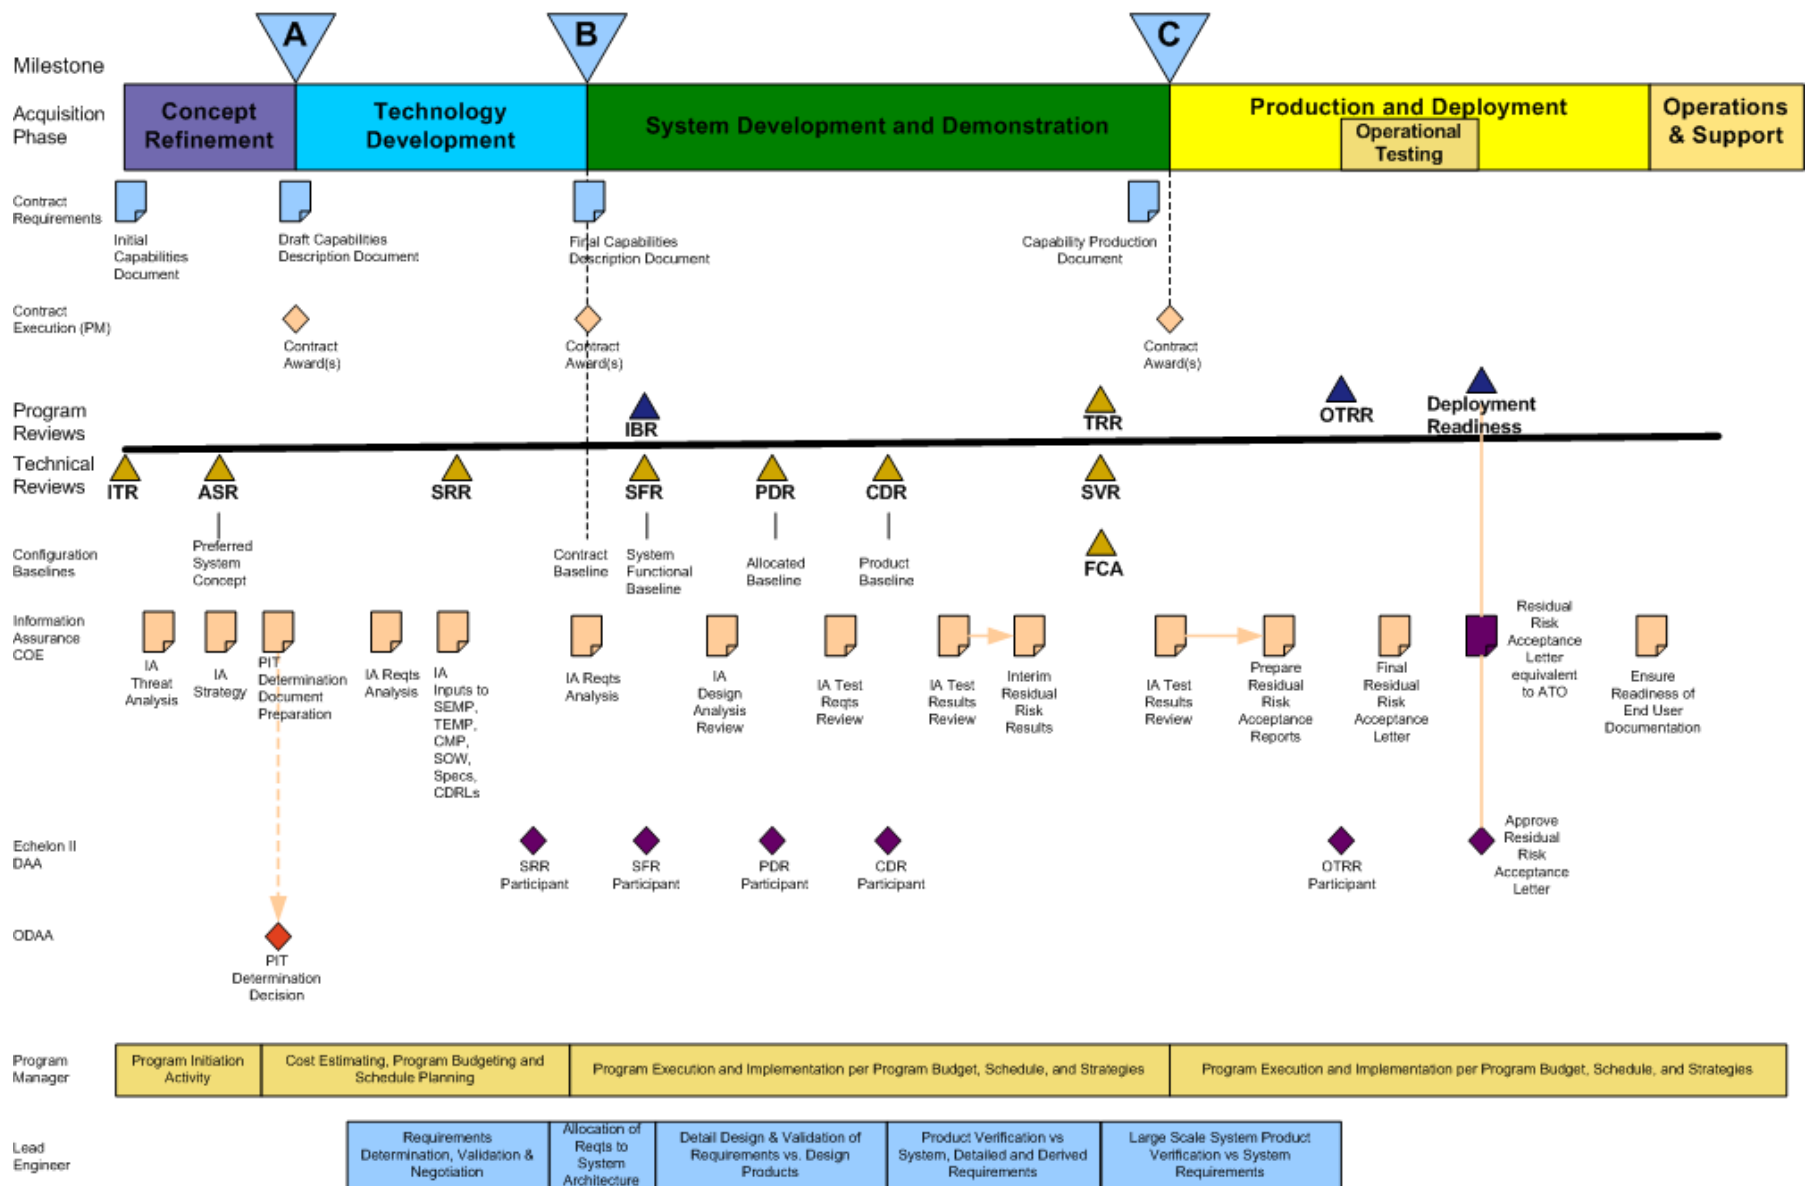 A
B
C
Milestone
Acquisition
Phase
Concept
Refinement
Technology
Development
System Development and Demonstration
Production and Deployment
Operational
Testing
Operations
& Support
Contract
Requirements
Initial
Capabilities
Document
Draft Capabilities
Description Document
Final Capabilities
Description Document
Capability Production
Document
Contract
Execution (PM)
Contract
Award(s)
Contract
Award(s)
Contract
Award(s)
Program
Reviews
IBR
TRR
OTRR
Deployment
Readiness
Technical
Reviews
ITR
ASR
SRR
SFR
PDR
CDR
SVR
Configuration
Baselines
Preferred
System
Concept
Contract
Baseline
System
Functional
Baseline
Allocated
Baseline
Product
Baseline
FCA
Information
Assurance
COE
IA
Threat
Analysis
IA
Strategy
PIT
Determination
Document
Preparation
IA Reqts
Analysis
IA
Inputs to
SEMP,
TEMP,
CMP,
SOW,
Specs,
CDRLs
IA Reqts
Analysis
IA
Design
Analysis
Review
IA Test
Reqts
Review
IA Test
Results
Review
Interim
Residual
Risk
Results
IA Test
Results
Review
Prepare
Residual
Risk
Acceptance
Reports
Final
Residual
Risk
Acceptance
Letter
Residual
Risk
Acceptance
Letter
equivalent
to ATO
Ensure
Readiness of
End User
Documentation
Echelon II
DAA
SRR
Participant
SFR
Participant
PDR
Participant
CDR
Participant
OTRR
Participant
Approve
Residual
Risk
Acceptance
Letter
ODAA
PIT
Determination
Decision
Program
Manager
Program Initiation
Activity
Cost Estimating, Program Budgeting and
Schedule Planning
Program Execution and Implementation per Program Budget, Schedule, and Strategies
Program Execution and Implementation per Program Budget, Schedule, and Strategies
Lead
Engineer
Requirements
Determination, Validation &
Negotiation
Allocation of
Reqts to
System
Architecture
Detail Design & Validation of
Requirements vs. Design
Products
Product Verification vs
System, Detailed and Derived
Requirements
Large Scale System Product
Verification vs System
Requirements